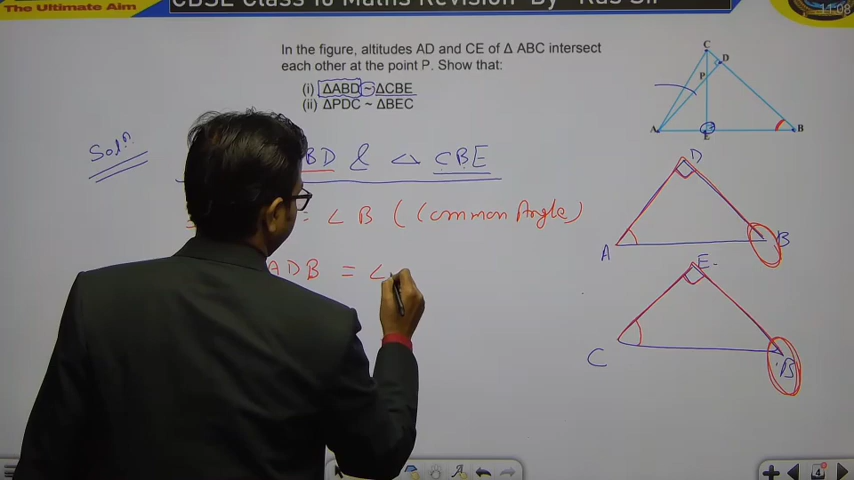 The Ultimate Aim
CBSE Class 10 Maths Revision By
11:08
In the figure, altitudes AD and CE of Δ ABC intersect
each other at the point P. Show that:
(i) ΔABD ~ ΔCBE
(ii) ΔPDC ~ ΔBEC
C
D
P
A
E
B
Solⁿ.
BD & Δ CBE
= ∠B (Common Angle)
ADB = ∠
D
A
B
E
C
B
4